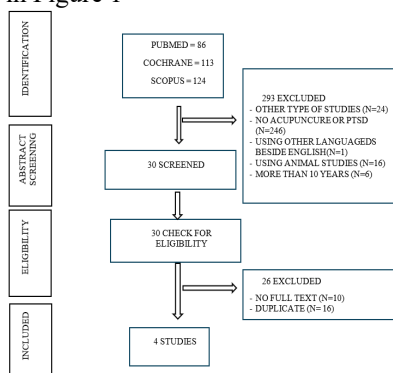 in Figure 1
IDENTIFICATION
PUBMED = 86
COCHRANE = 113
SCOPUS = 124
293 EXCLUDED
- OTHER TYPE OF STUDIES (N=24)
- NO ACUPUNCURE OR PTSD
(N=246)
- USING OTHER LANGUAGEDS
BESIDE ENGLISH(N=1)
- USING ANIMAL STUDIES (N=16)
- MORE THAN 10 YEARS (N=6)
ABSTRACT
SCREENING
30 SCREENED
ELIGIBILITY
30 CHECK FOR
ELIGIBILITY
26 EXCLUDED
- NO FULL TEXT (N=10)
- DUPLICATE (N= 16)
INCLUDED
4 STUDIES